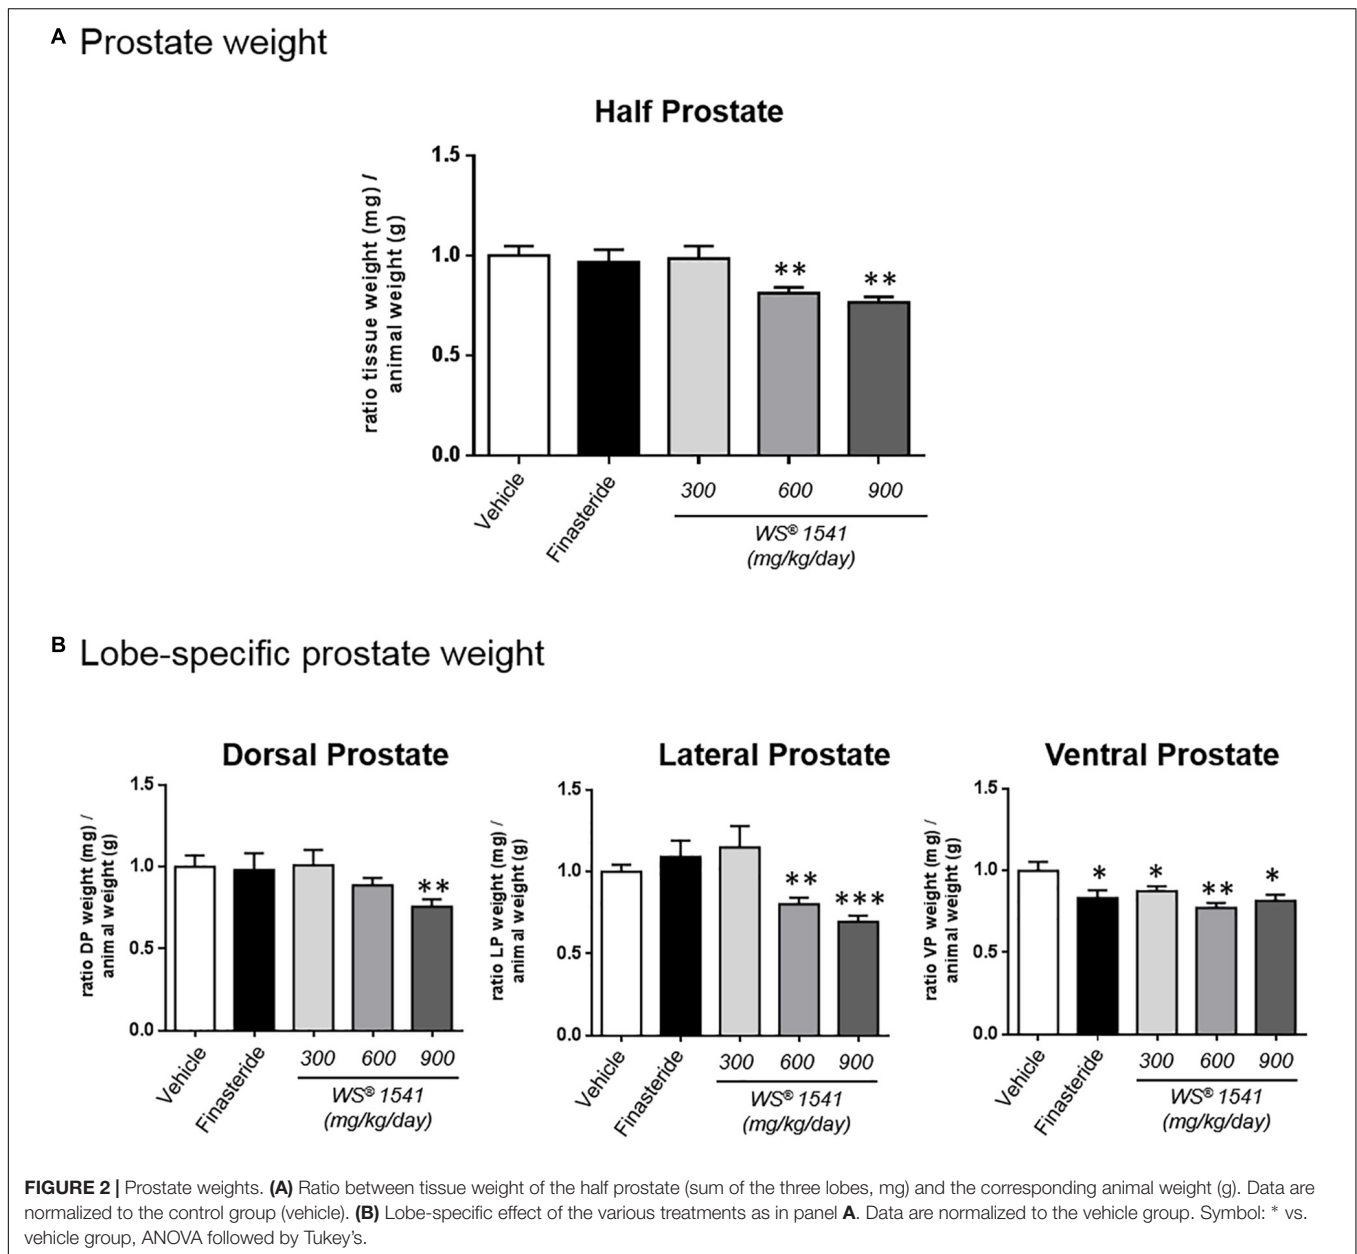 A Prostate weight
Half Prostate
ratio tissue weight (mg) /
animal weight (g)
1.5
1.0
0.5
0.0
** **
Vehicle
Finasteride
300 600 900
WS® 1541
(mg/kg/day)
B Lobe-specific prostate weight
Dorsal Prostate
ratio DP weight (mg) /
animal weight (g)
1.5
1.0
0.5
0.0
**
Vehicle
Finasteride
300 600 900
WS® 1541
(mg/kg/day)
Lateral Prostate
ratio LP weight (mg) /
animal weight (g)
1.5
1.0
0.5
0.0
** ***
Vehicle
Finasteride
300 600 900
WS® 1541
(mg/kg/day)
Ventral Prostate
ratio VP weight (mg) /
animal weight (g)
1.5
1.0
0.5
0.0
* * ** *
Vehicle
Finasteride
300 600 900
WS® 1541
(mg/kg/day)
FIGURE 2 | Prostate weights. (A) Ratio between tissue weight of the half prostate (sum of the three lobes, mg) and the corresponding animal weight (g). Data are
normalized to the control group (vehicle). (B) Lobe-specific effect of the various treatments as in panel A. Data are normalized to the vehicle group. Symbol: * vs.
vehicle group, ANOVA followed by Tukey's.